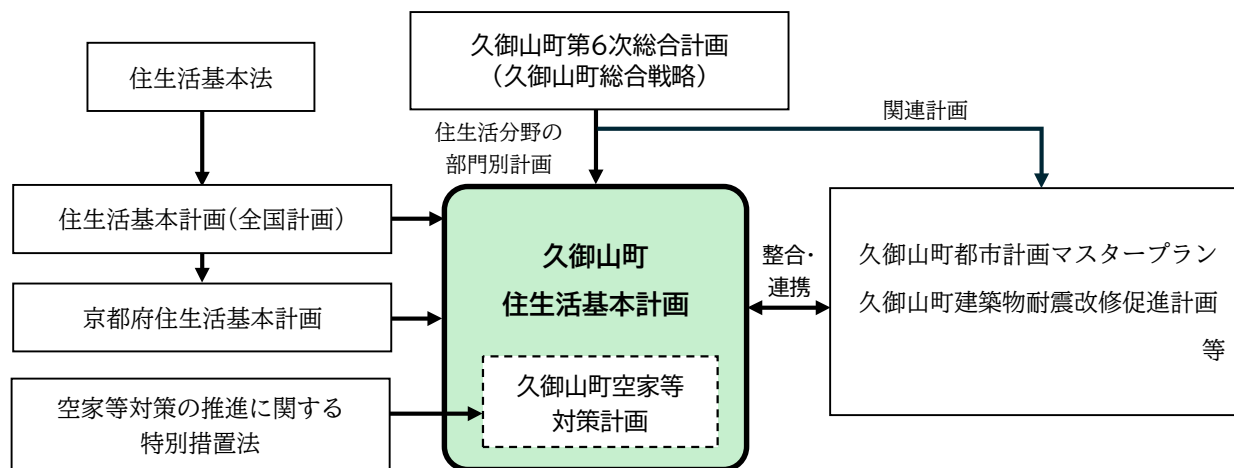 久御山町第6次総合計画
（久御山町総合戦略）
住生活基本法
関連計画
住生活分野の
部門別計画
住生活基本計画（全国計画）
京都府住生活基本計画
空家等対策の推進に関する
特別措置法
久御山町
住生活基本計画
久御山町空家等
対策計画
整合・
連携
久御山町都市計画マスタープラン
久御山町建築物耐震改修促進計画
等